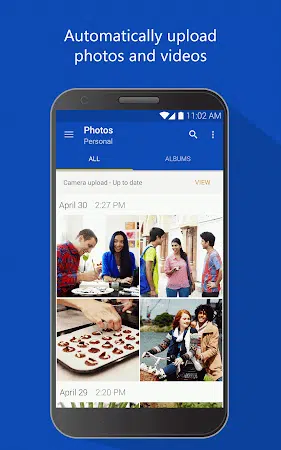 Automatically upload
photos and videos
11:02 AM
Photos
Personal
ALL
ALBUMS
Camera upload - Up to date
VIEW
April 30 2:27 PM
April 29 2:20 PM